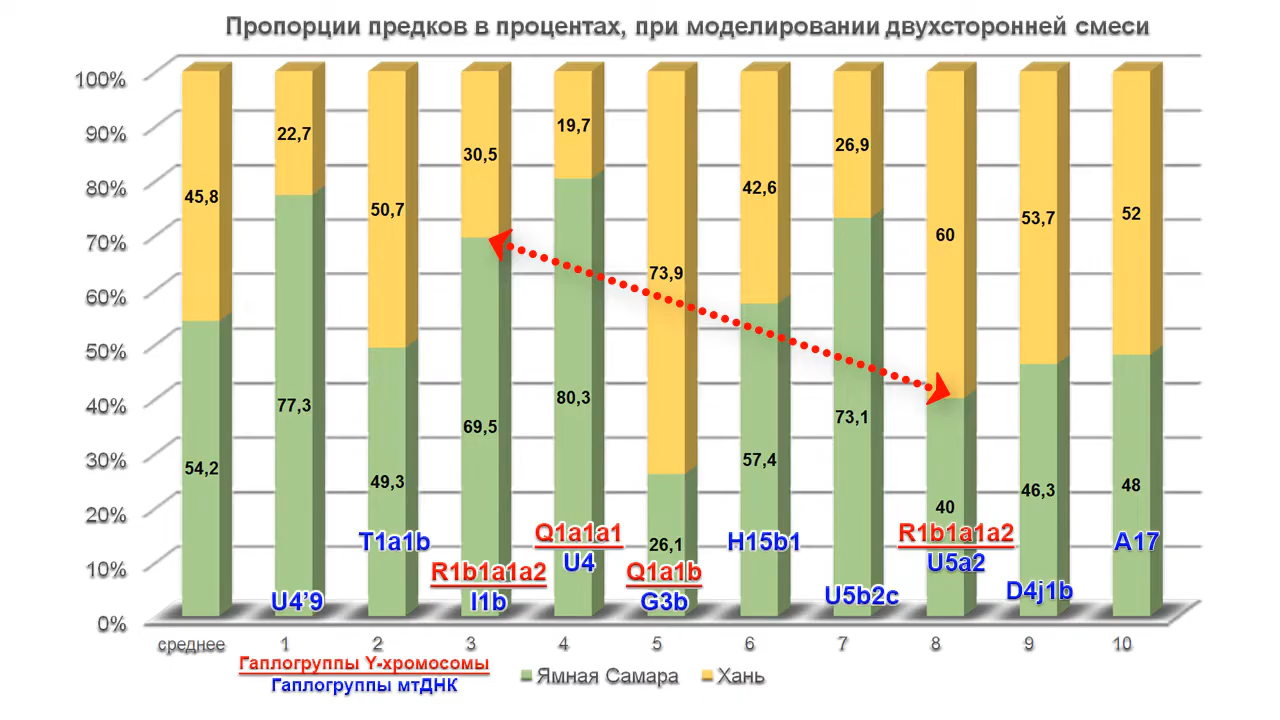 Пропорции предков в процентах, при моделировании двухсторонней смеси
100%
90%
80%
70%
60%
50%
40%
30%
20%
10%
0%
45,8
54,2
22,7
77,3
50,7
49,3
30,5
69,5
19,7
80,3
73,9
26,1
42,6
57,4
26,9
73,1
60
40
53,7
46,3
52
48
U4’9
T1a1b
R1b1a1a2
I1b
Q1a1a1
U4
Q1a1b
G3b
H15b1
U5b2c
R1b1a1a2
U5a2
D4j1b
A17
среднее 1 2 3 4 5 6 7 8 9 10
Гаплогруппы Y-хромосомы
Гаплогруппы мтДНК
Ямная Самара Хань